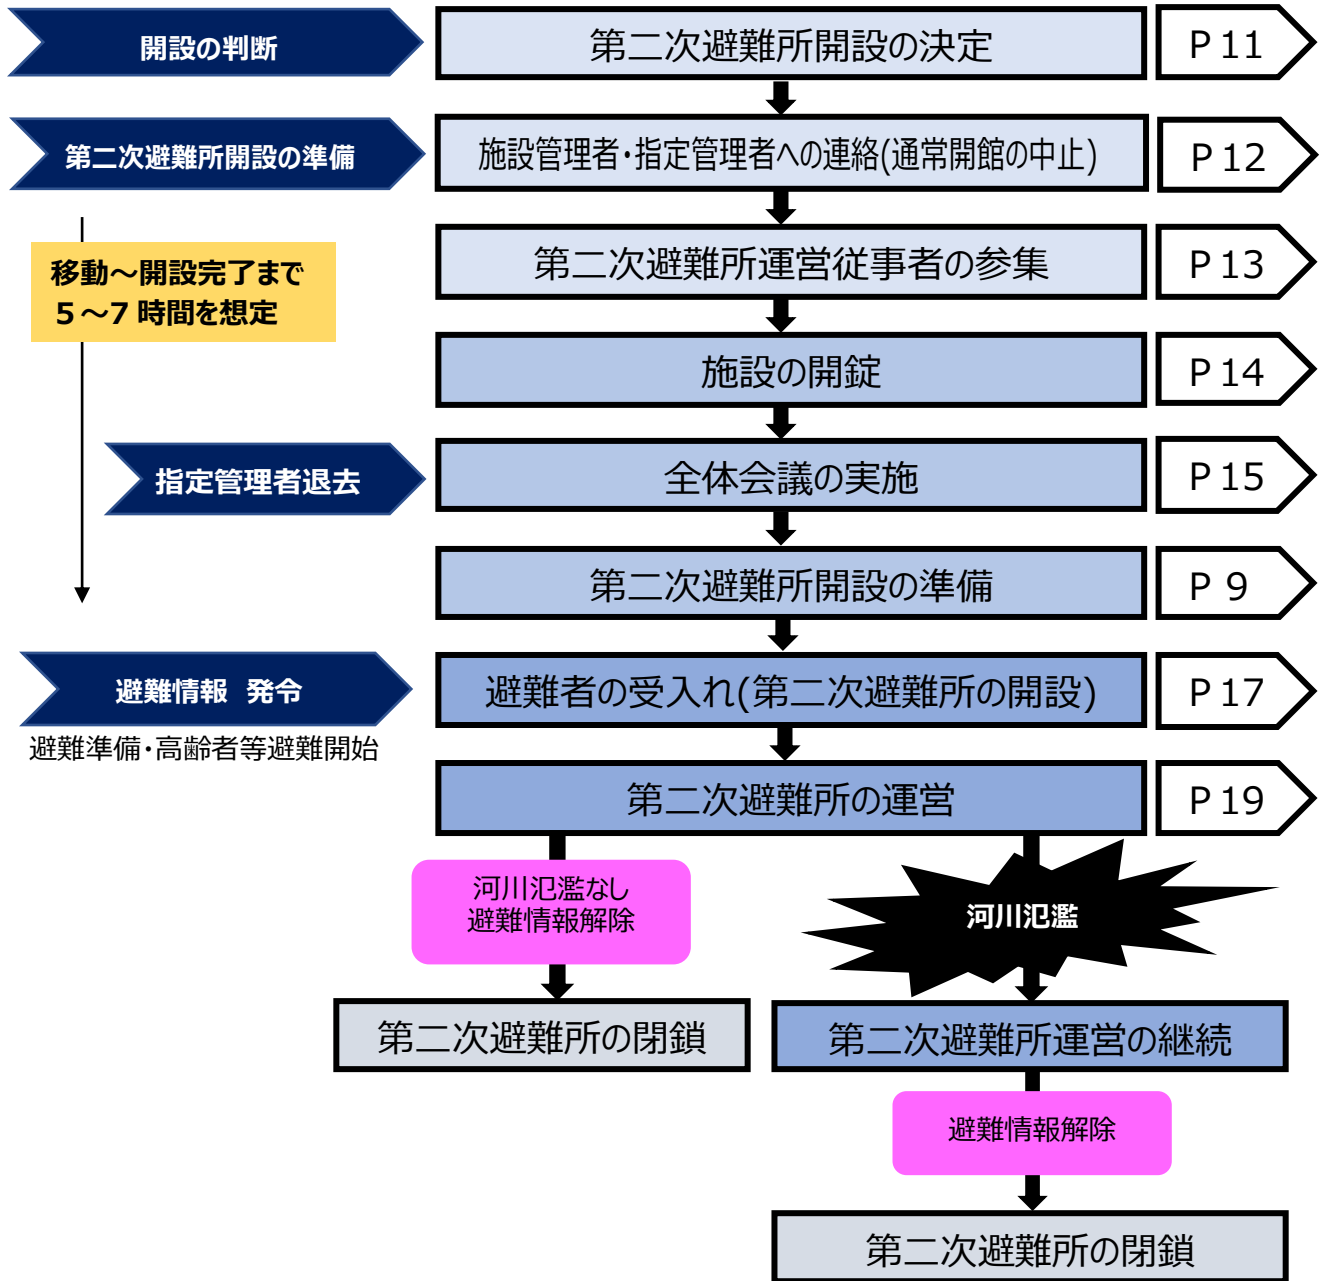 開設の判断
第二次避難所開設の決定
P 11
第二次避難所開設の準備
施設管理者・指定管理者への連絡(通常開館の中止)
P 12
移動～開設完了まで
5～7 時間を想定
第二次避難所運営従事者の参集
P 13
施設の開錠
P 14
指定管理者退去
全体会議の実施
P 15
第二次避難所開設の準備
P 9
避難情報 発令
避難準備・高齢者等避難開始
避難者の受入れ(第二次避難所の開設)
P 17
第二次避難所の運営
P 19
河川氾濫なし
避難情報解除
河川氾濫
第二次避難所の閉鎖
第二次避難所運営の継続
避難情報解除
第二次避難所の閉鎖